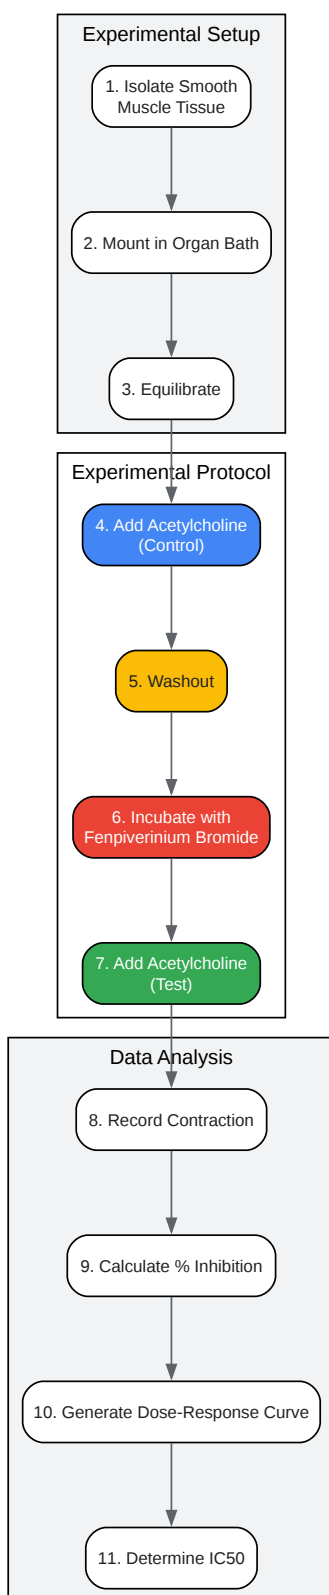 Experimental Setup
1. Isolate Smooth
Muscle Tissue
2. Mount in Organ Bath
3. Equilibrate
Experimental Protocol
4. Add Acetylcholine
(Control)
5. Washout
6. Incubate with
Fenpiverinium Bromide
7. Add Acetylcholine
(Test)
Data Analysis
8. Record Contraction
9. Calculate % Inhibition
10. Generate Dose-Response Curve
11. Determine IC50